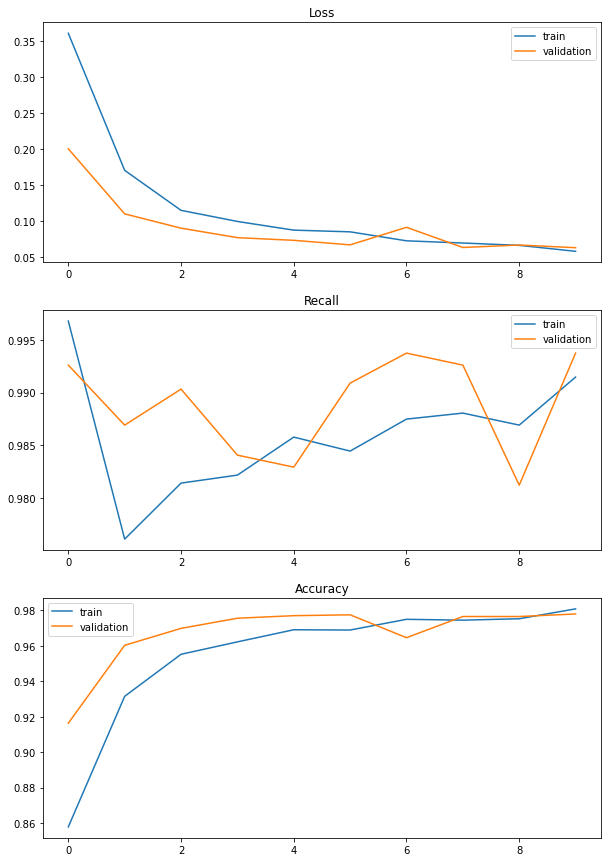 Loss
train
validation
0.35
0.30
0.25
0.20
0.15
0.10
0.05
0 2 4 6 8
Recall
train
validation
0.995
0.990
0.985
0.980
0 2 4 6 8
Accuracy
train
validation
0.98
0.96
0.94
0.92
0.90
0.88
0.86
0 2 4 6 8